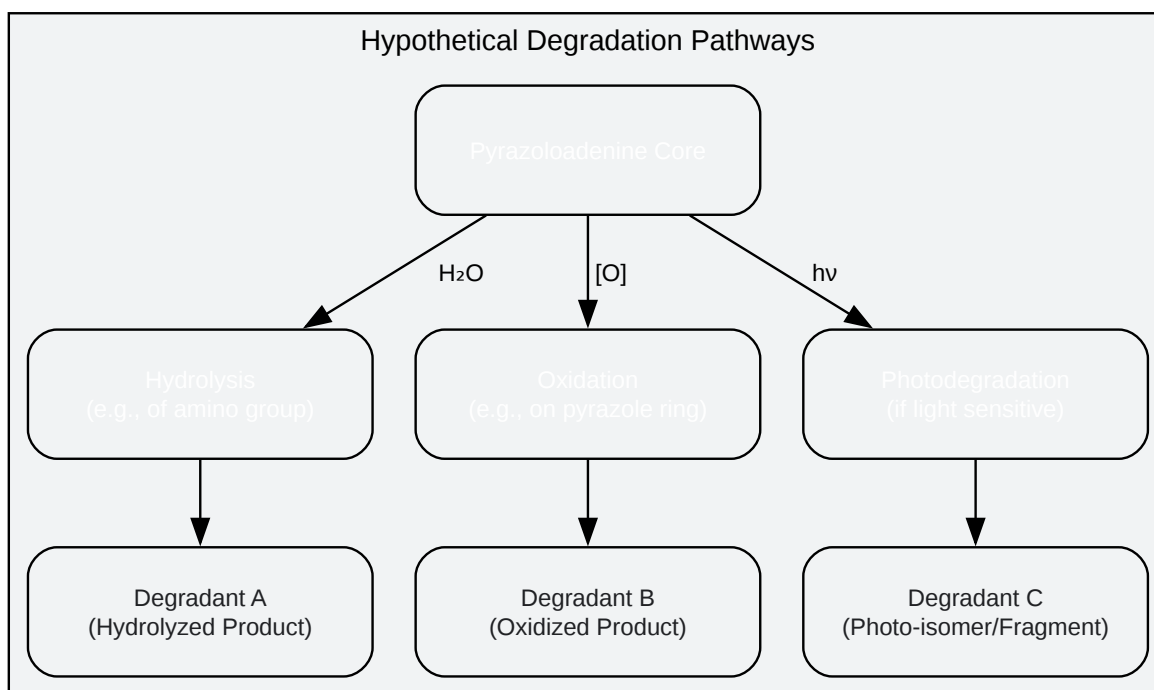 Hypothetical Degradation Pathways
Pyrazoloadenine Core
H₂O
[O]
hν
Hydrolysis
(e.g., of amino group)
Oxidation
(e.g., on pyrazole ring)
Photodegradation
(if light sensitive)
Degradant A
(Hydrolyzed Product)
Degradant B
(Oxidized Product)
Degradant C
(Photo-isomer/Fragment)